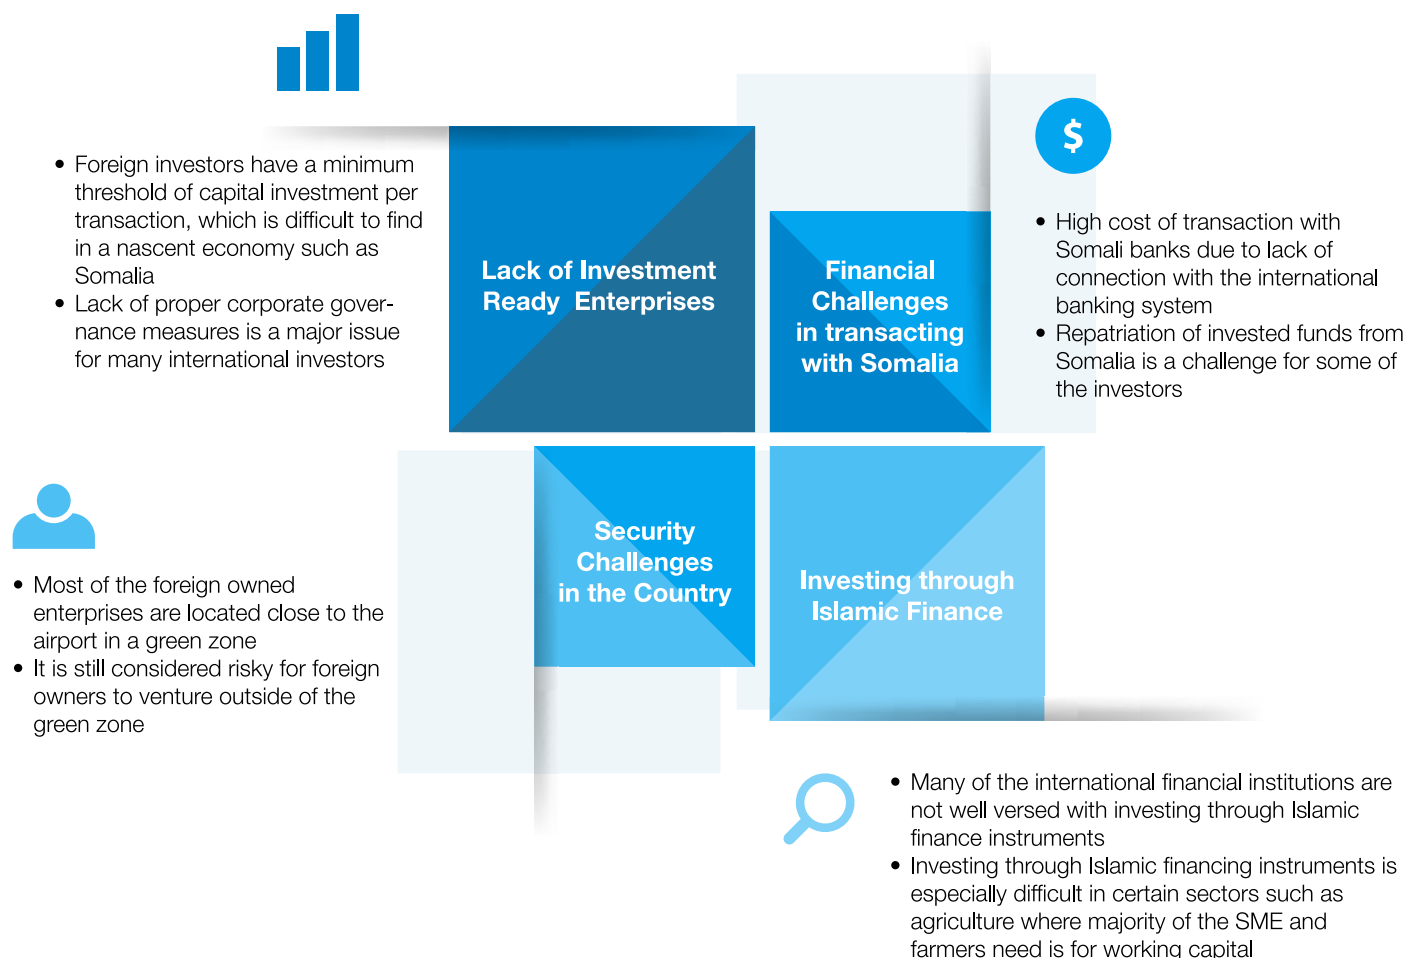 • Foreign investors have a minimum
threshold of capital investment per
transaction, which is difficult to find
in a nascent economy such as
Somalia
• Lack of proper corporate gover-
nance measures is a major issue
for many international investors
Lack of Investment
Ready Enterprises
Financial
Challenges
in transacting
with Somalia
$
• High cost of transaction with
Somali banks due to lack of
connection with the international
banking system
• Repatriation of invested funds from
Somalia is a challenge for some of
the investors
• Most of the foreign owned
enterprises are located close to the
airport in a green zone
• It is still considered risky for foreign
owners to venture outside of the
green zone
Security
Challenges
in the Country
Investing through
Islamic Finance
• Many of the international financial institutions are
not well versed with investing through Islamic
finance instruments
• Investing through Islamic financing instruments is
especially difficult in certain sectors such as
agriculture where majority of the SME and
farmers need is for working capital